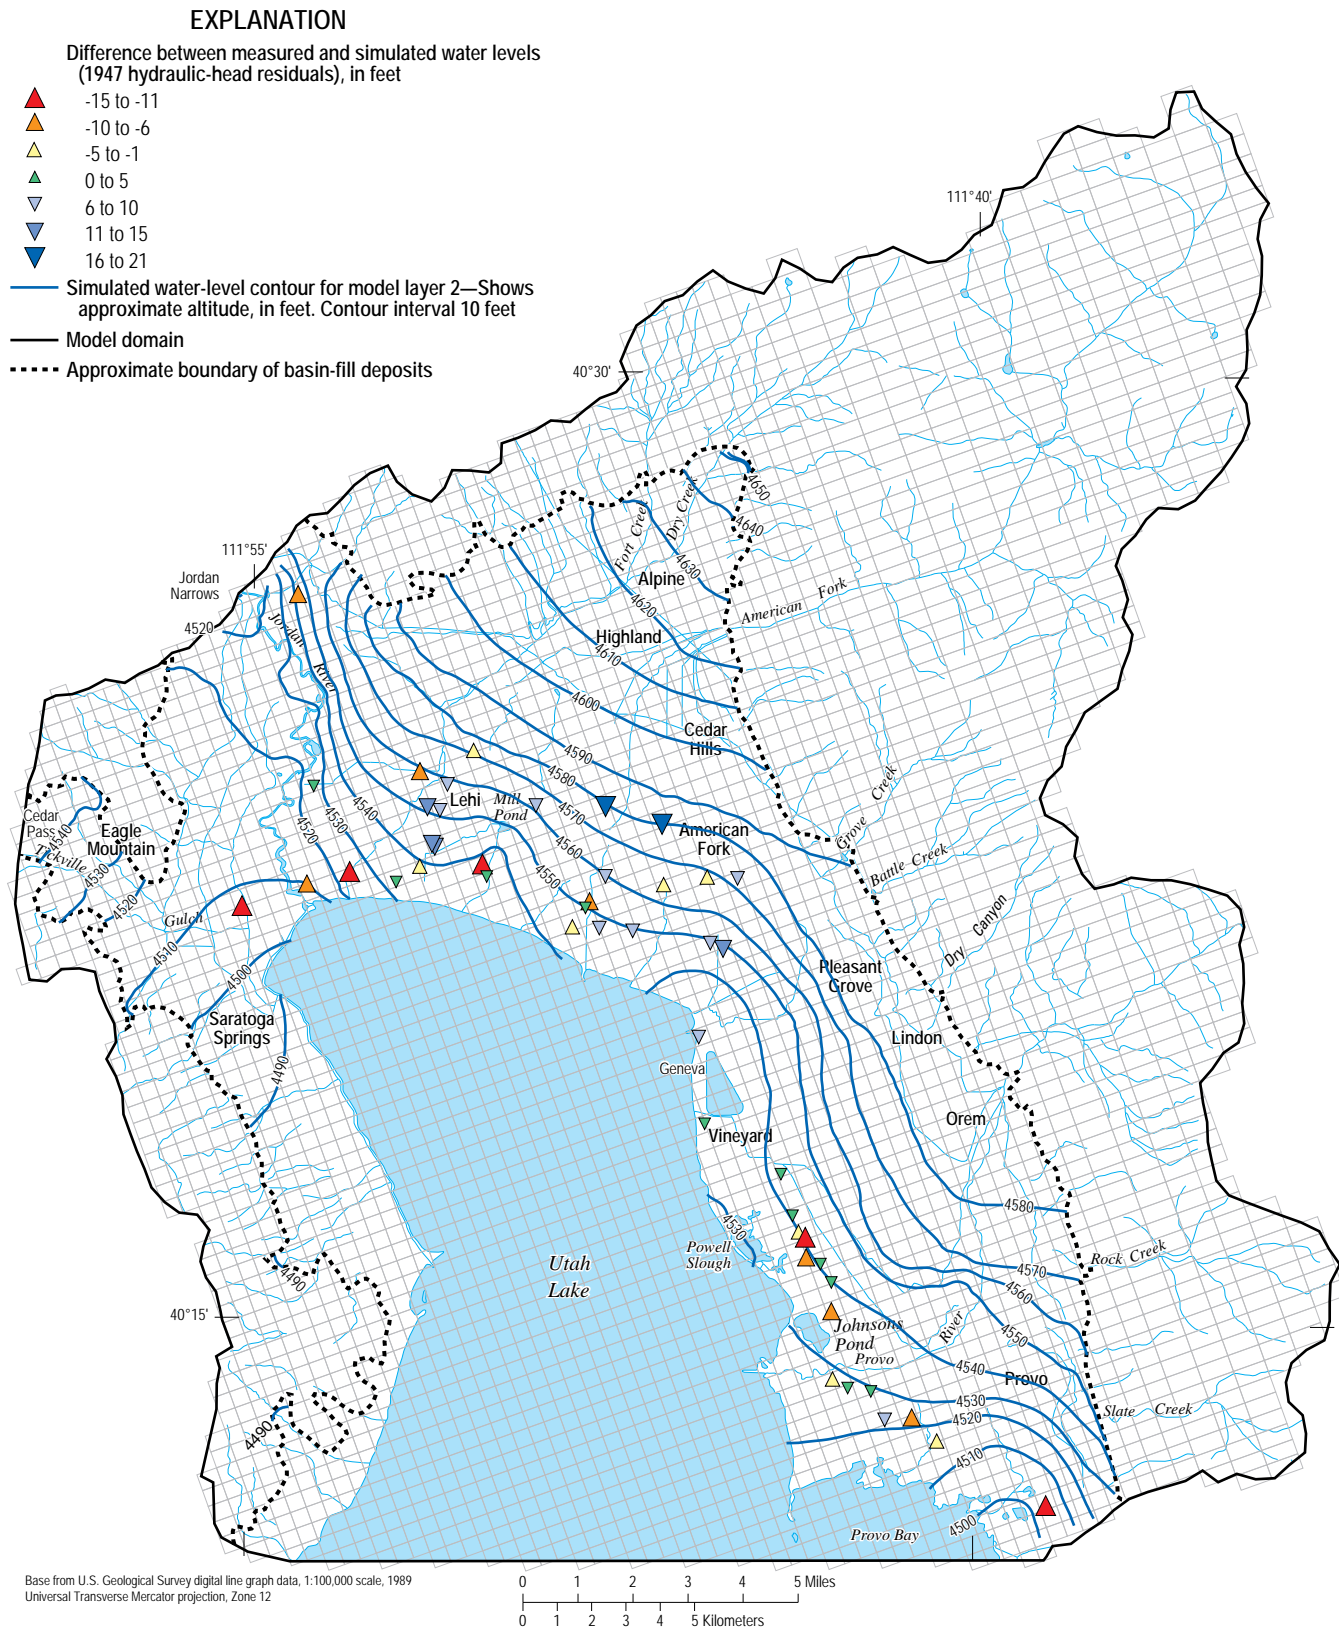 EXPLANATION
Difference between measured and simulated water levels
(1947 hydraulic-head residuals), in feet
-15 to -11
-10 to -6
-5 to -1
0 to 5
6 to 10
11 to 15
16 to 21
Simulated water-level contour for model layer 2—Shows
approximate altitude, in feet. Contour interval 10 feet
Model domain
Approximate boundary of basin-fill deposits
111°40'
40°30'
111°55'
Jordan
Narrows
4520
Jordan
River
Fort Creek
Dry Creek
4650
4640
4630
Alpine
4620
American Fork
Highland
4610
4600
Cedar
Hills
4590
4580
4570
4560
4550
4540
4530
4520
Lehi
Mill
Pond
American
Fork
Grove Creek
Battle Creek
Dry Canyon
Cedar
Pass
Eagle
Mountain
Tickville
Gulch
4540
4530
4520
4510
4500
Saratoga
Springs
4490
Pleasant
Grove
Lindon
Geneva
Vineyard
Orem
4580
4530
Powell
Slough
Utah
Lake
4490
Rock Creek
4570
4560
4550
40°15'
Johnsons
Pond
Provo
River
4540
Provo
4530
4520
4510
4500
Slate Creek
4490
Provo Bay
Base from U.S. Geological Survey digital line graph data, 1:100,000 scale, 1989
Universal Transverse Mercator projection, Zone 12
0 1 2 3 4 5 Miles
0 1 2 3 4 5 Kilometers